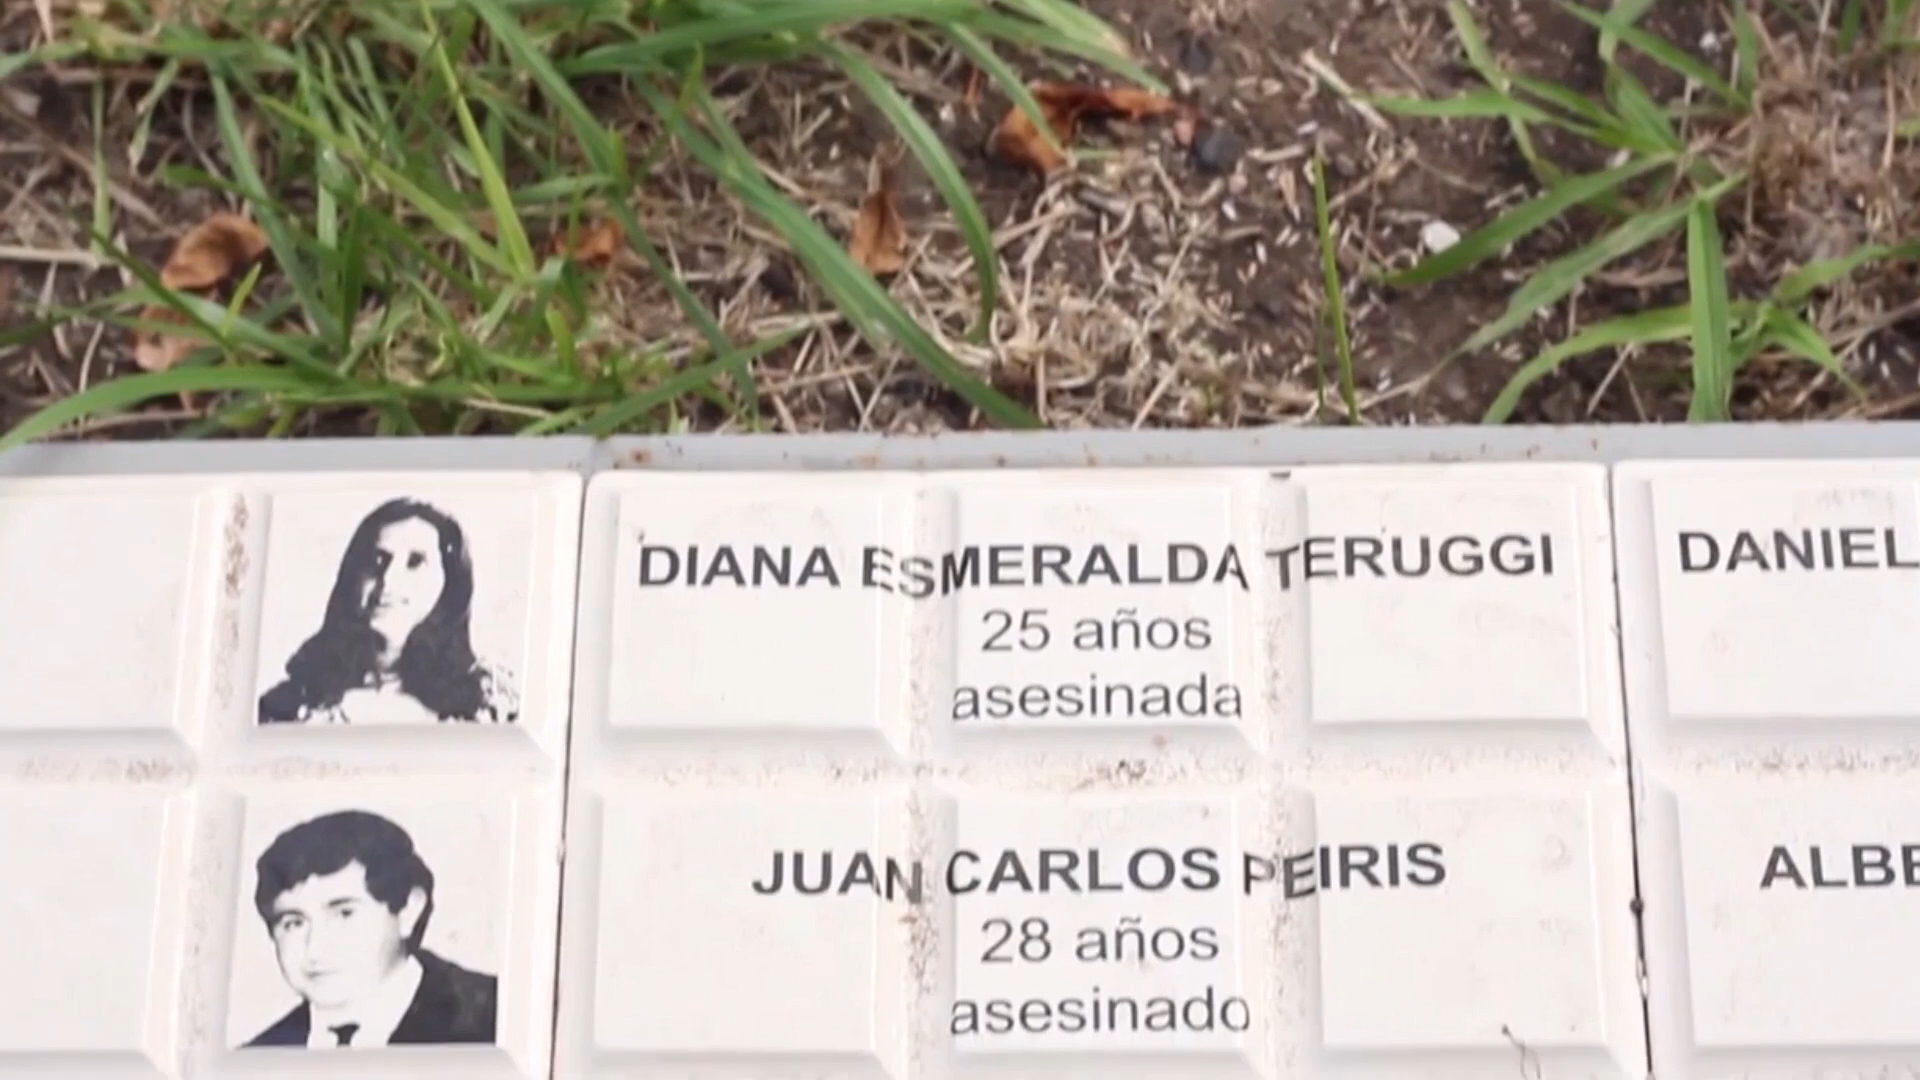 DIANA ESMERALDA TERUGGI
25 años
asesinada
DANIEL
JUAN CARLOS PEIRIS
28 años
asesinado
ALBE